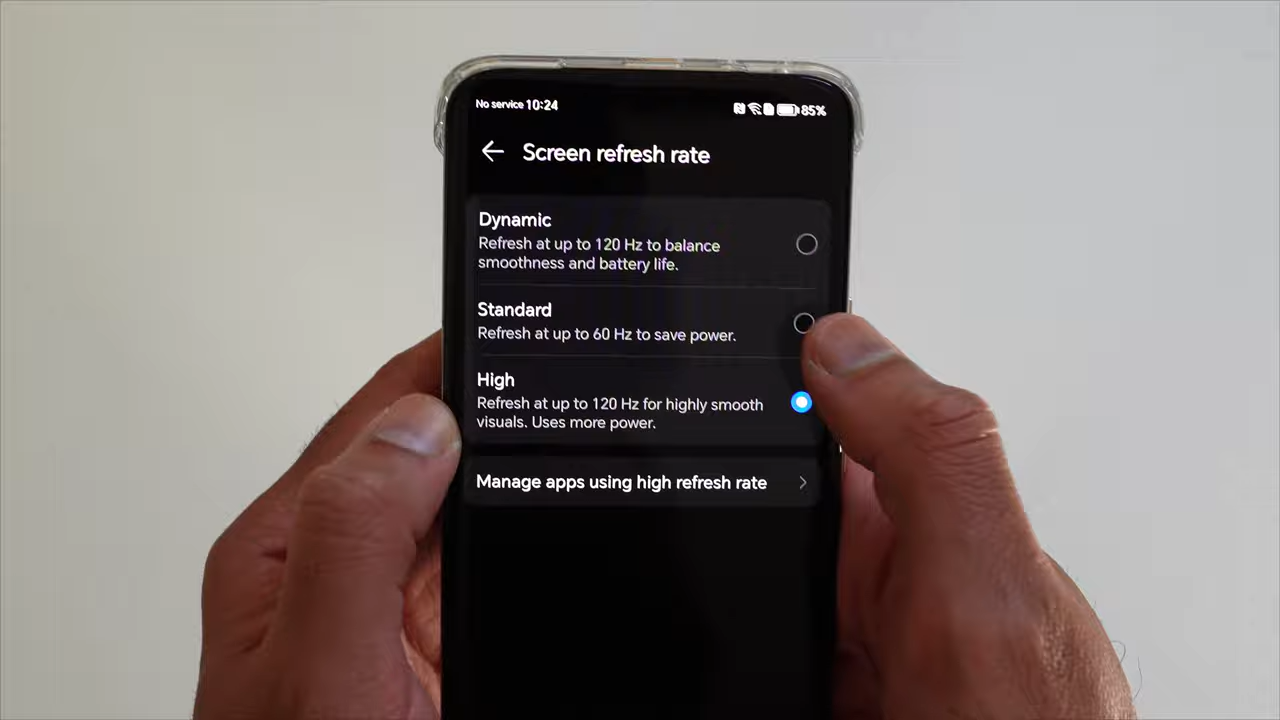 No service 10:24 85%
Screen refresh rate
Dynamic
Refresh at up to 120 Hz to balance
smoothness and battery life.
Standard
Refresh at up to 60 Hz to save power.
High
Refresh at up to 120 Hz for highly smooth
visuals. Uses more power.
Manage apps using high refresh rate